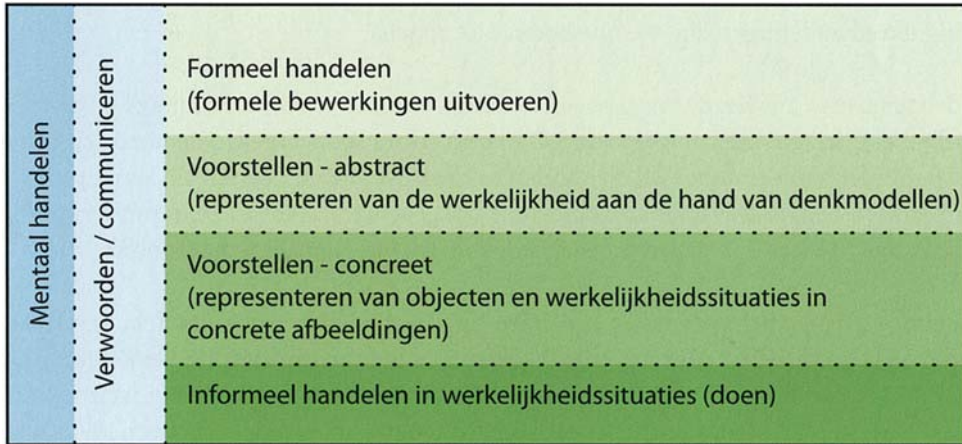 Mentaal handelen
Verwoorden / communiceren
Formeel handelen
(formele bewerkingen uitvoeren)
Voorstellen - abstract
(representeren van de werkelijkheid aan de hand van denkmodellen)
Voorstellen - concreet
(representeren van objecten en werkelijkheidssituaties in
concrete afbeeldingen)
Informeel handelen in werkelijkheidssituaties (doen)